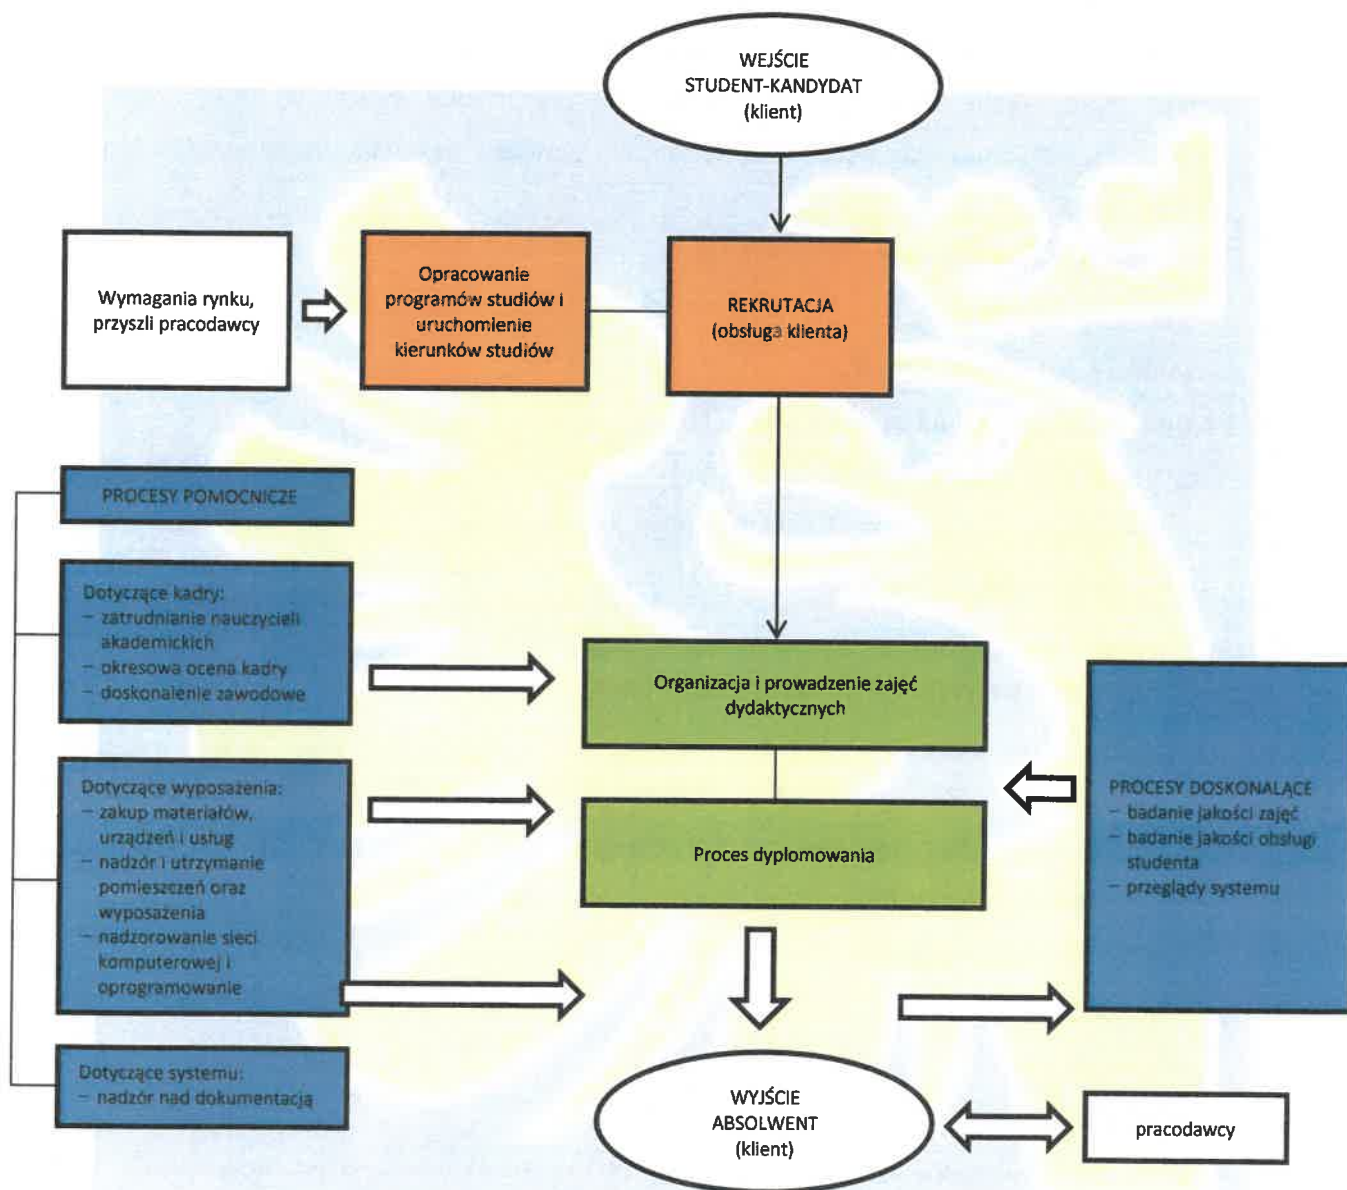 WEJŚCIE
STUDENT-KANDYDAT
(klient)
Wymagania rynku,
przyszli pracodawcy
Opracowanie
programów studiów i
uruchomienie
kierunków studiów
REKRUTACJA
(obsługa klienta)
PROCESY POMOCNICZE
Dotyczące kadry:
– zatrudnianie nauczycieli
akademickich
– okresowa ocena kadry
– doskonalenie zawodowe
Organizacja i prowadzenie zajęć
dydaktycznych
Dotyczące wyposażenia:
– zakup materiałów,
urządzeń i usług
– nadzór i utrzymanie
pomieszczeń oraz
wyposażenia
– nadzorowanie sieci
komputerowej i
oprogramowanie
Proces dyplomowania
PROCESY DOSKONALĄCE
– badanie jakości zajęć
– badanie jakości obsługi
studenta
– przeglądy systemu
Dotyczące systemu:
– nadzór nad dokumentacją
WYJŚCIE
ABSOLWENT
(klient)
pracodawcy